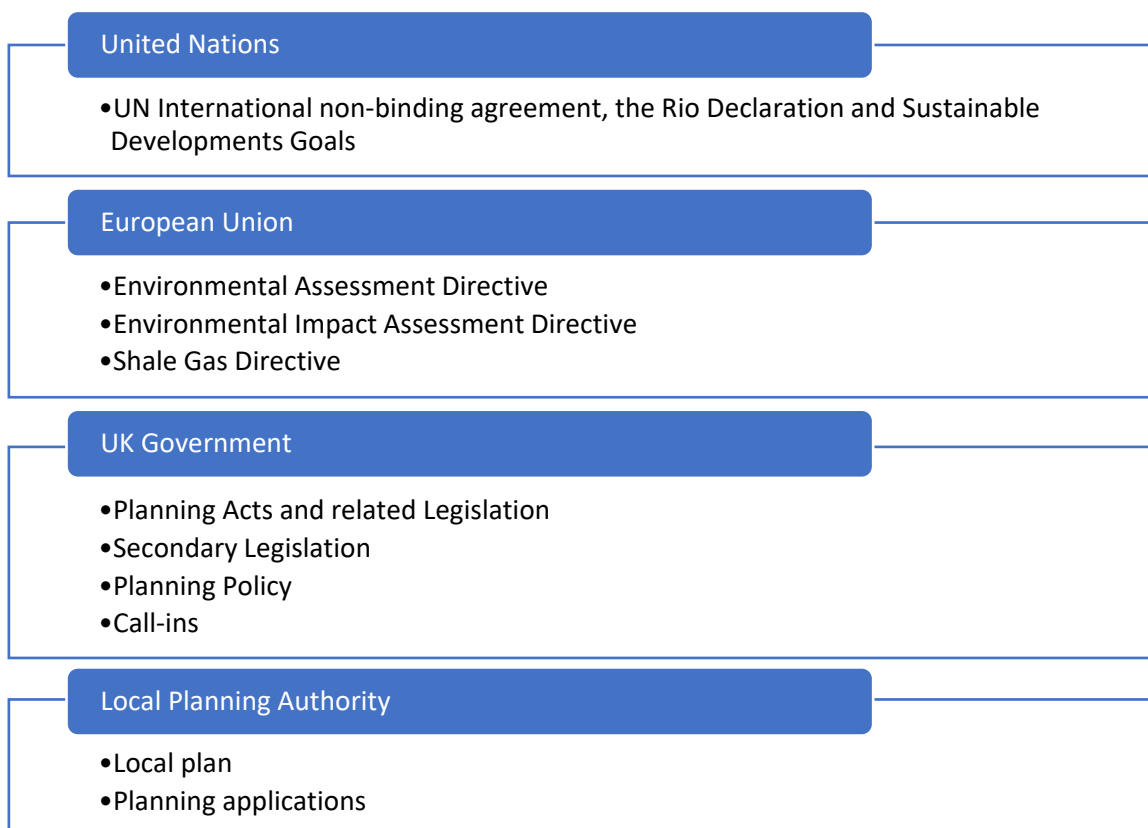 United Nations
•UN International non-binding agreement, the Rio Declaration and Sustainable
Developments Goals
European Union
•Environmental Assessment Directive
•Environmental Impact Assessment Directive
•Shale Gas Directive
UK Government
•Planning Acts and related Legislation
•Secondary Legislation
•Planning Policy
•Call-ins
Local Planning Authority
•Local plan
•Planning applications